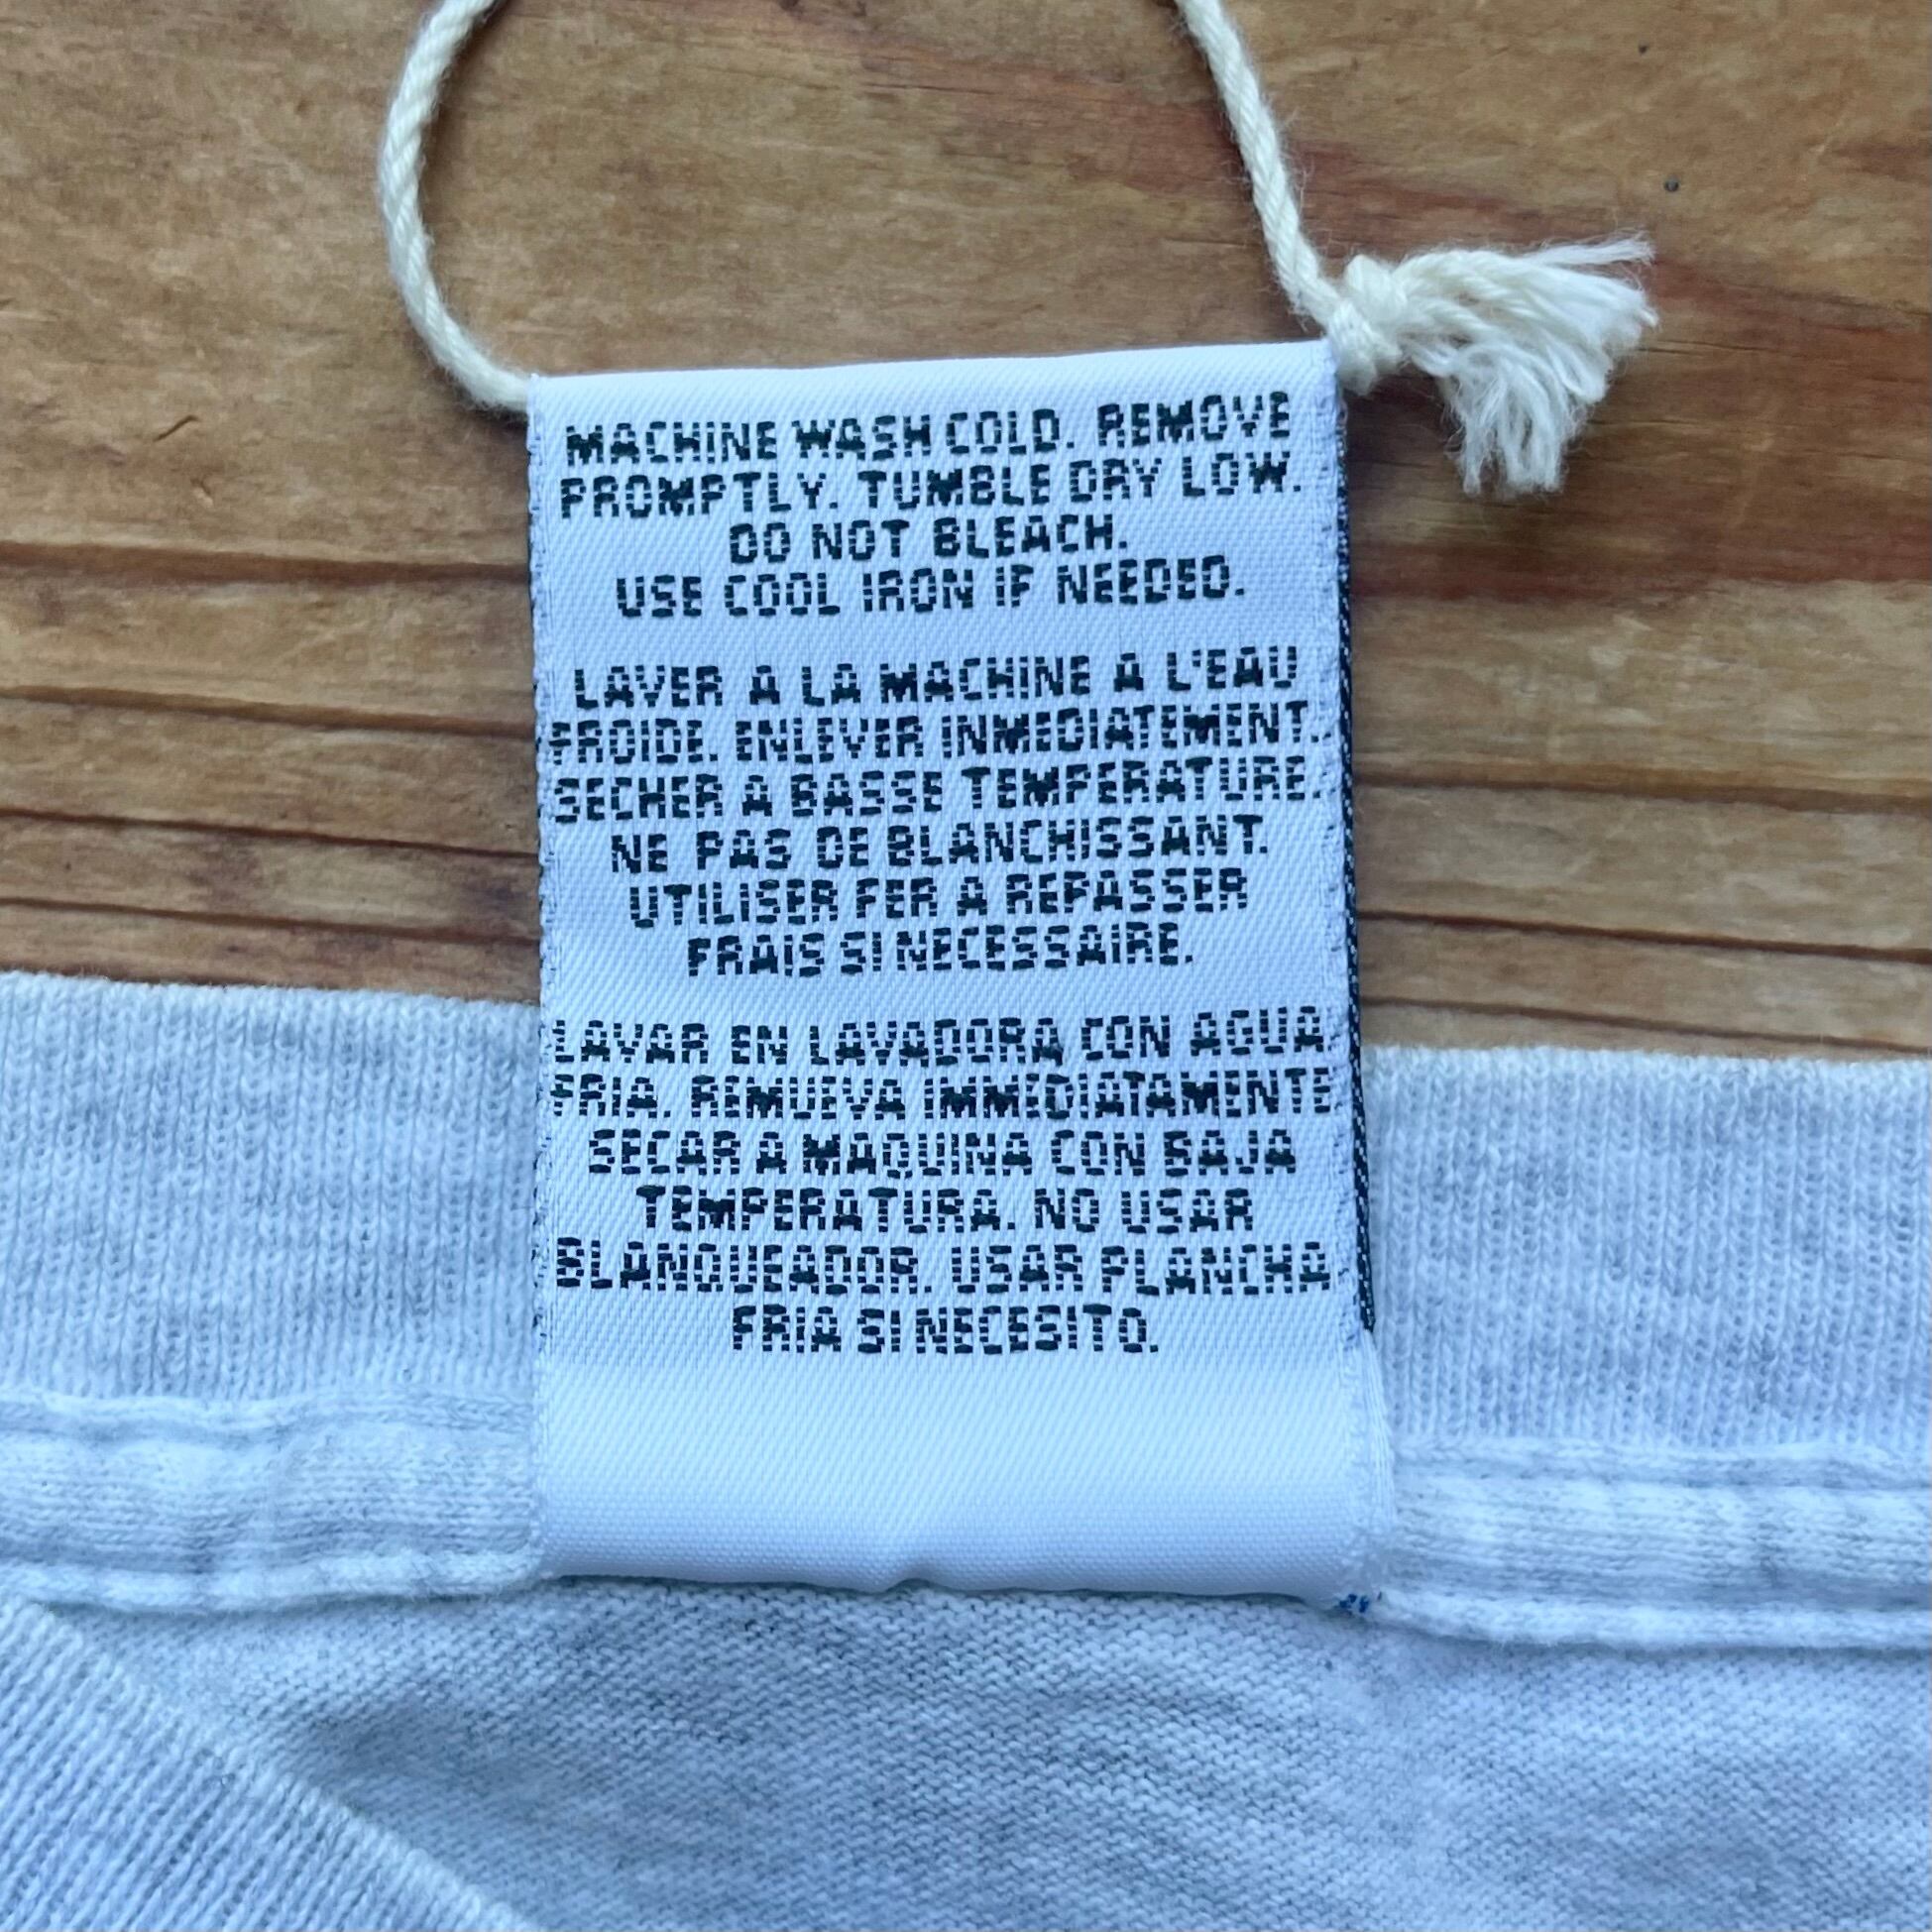 MACHINE WASH COLD. REMOVE
PROMPTLY. TUMBLE DRY LOW.
DO NOT BLEACH.
USE COOL IRON IF NEEDED.
LAVER A LA MACHINE A L'EAU
FROIDE. ENLEVER INMEDIATEMENT.
SECHER A BASSE TEMPERATURE.
NE PAS DE BLANCHISSANT.
UTILISER FER A REPASSER
FRAIS SI NECESSAIRE.
LAVAR EN LAVADORA CON AGUA
FRIA. REMUEVA IMMEDIATAMENTE
SECAR A MAQUINA CON BAJA
TEMPERATURA. NO USAR
BLANQUEADOR. USAR PLANCHA
FRIA SI NECESITO.